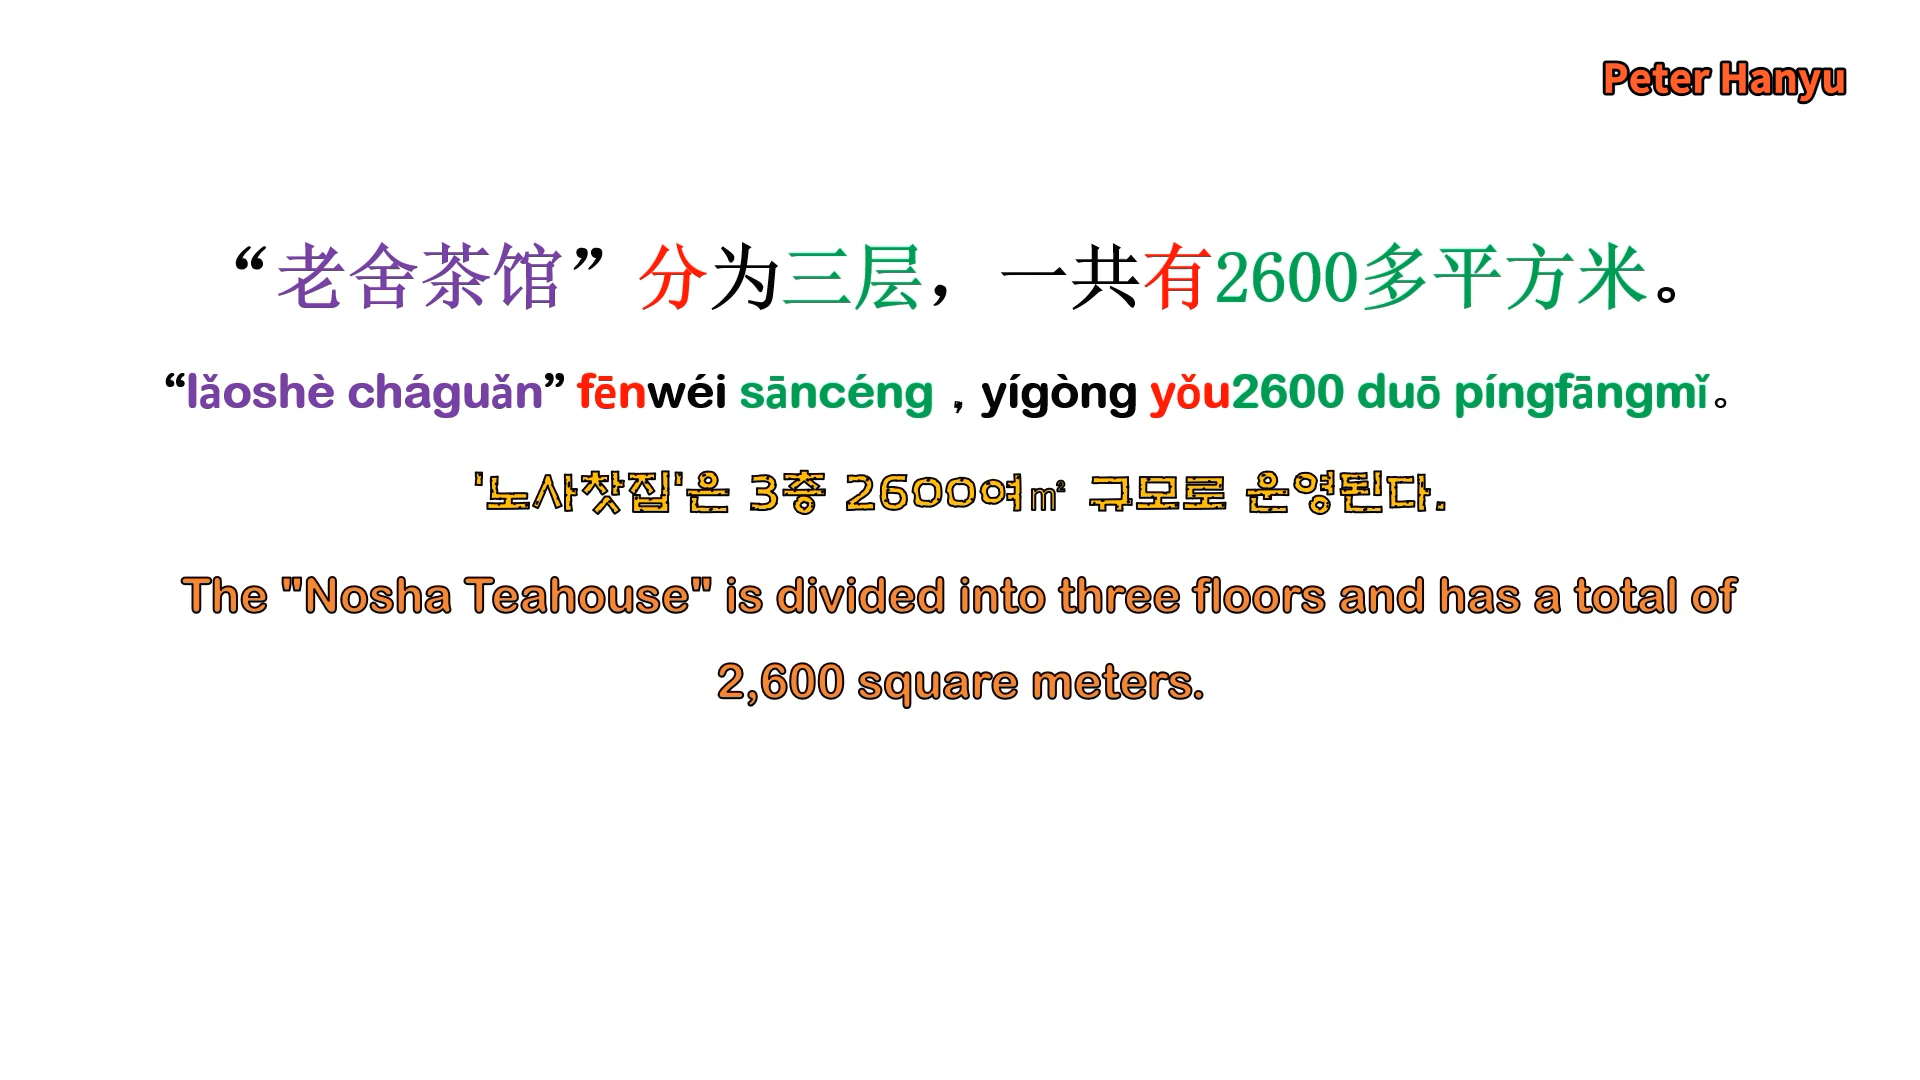 Peter Hanyu
“老舍茶馆”分为三层，一共有2600多平方米。
“lǎoshè cháguǎn” fēnwéi sāncéng，yígòng yǒu2600 duō píngfāngmǐ。
'노사찻집'은 3층 2600여㎡ 규모로 운영된다.
The "Nosha Teahouse" is divided into three floors and has a total of
2,600 square meters.